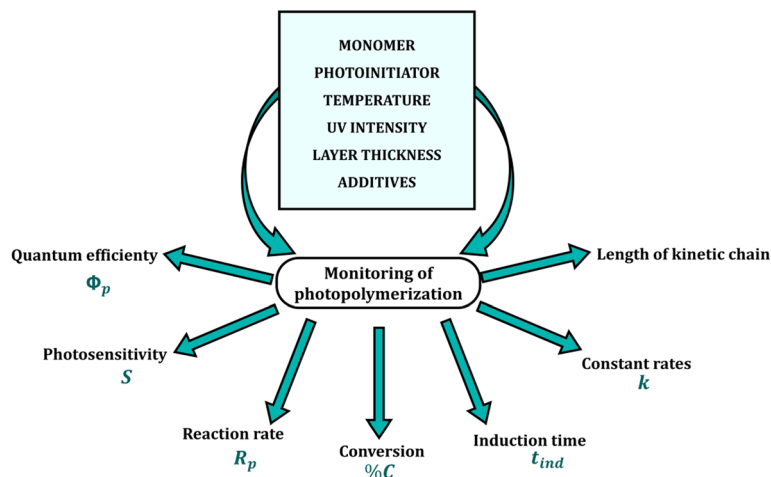 MONOMER
PHOTOINITIATOR
TEMPERATURE
UV INTENSITY
LAYER THICKNESS
ADDITIVES
Quantum efficienty
Φp
Monitoring of
photopolymerization
Length of kinetic chain
Photosensitivity
S
Constant rates
k
Reaction rate
Rp
Conversion
%C
Induction time
tind